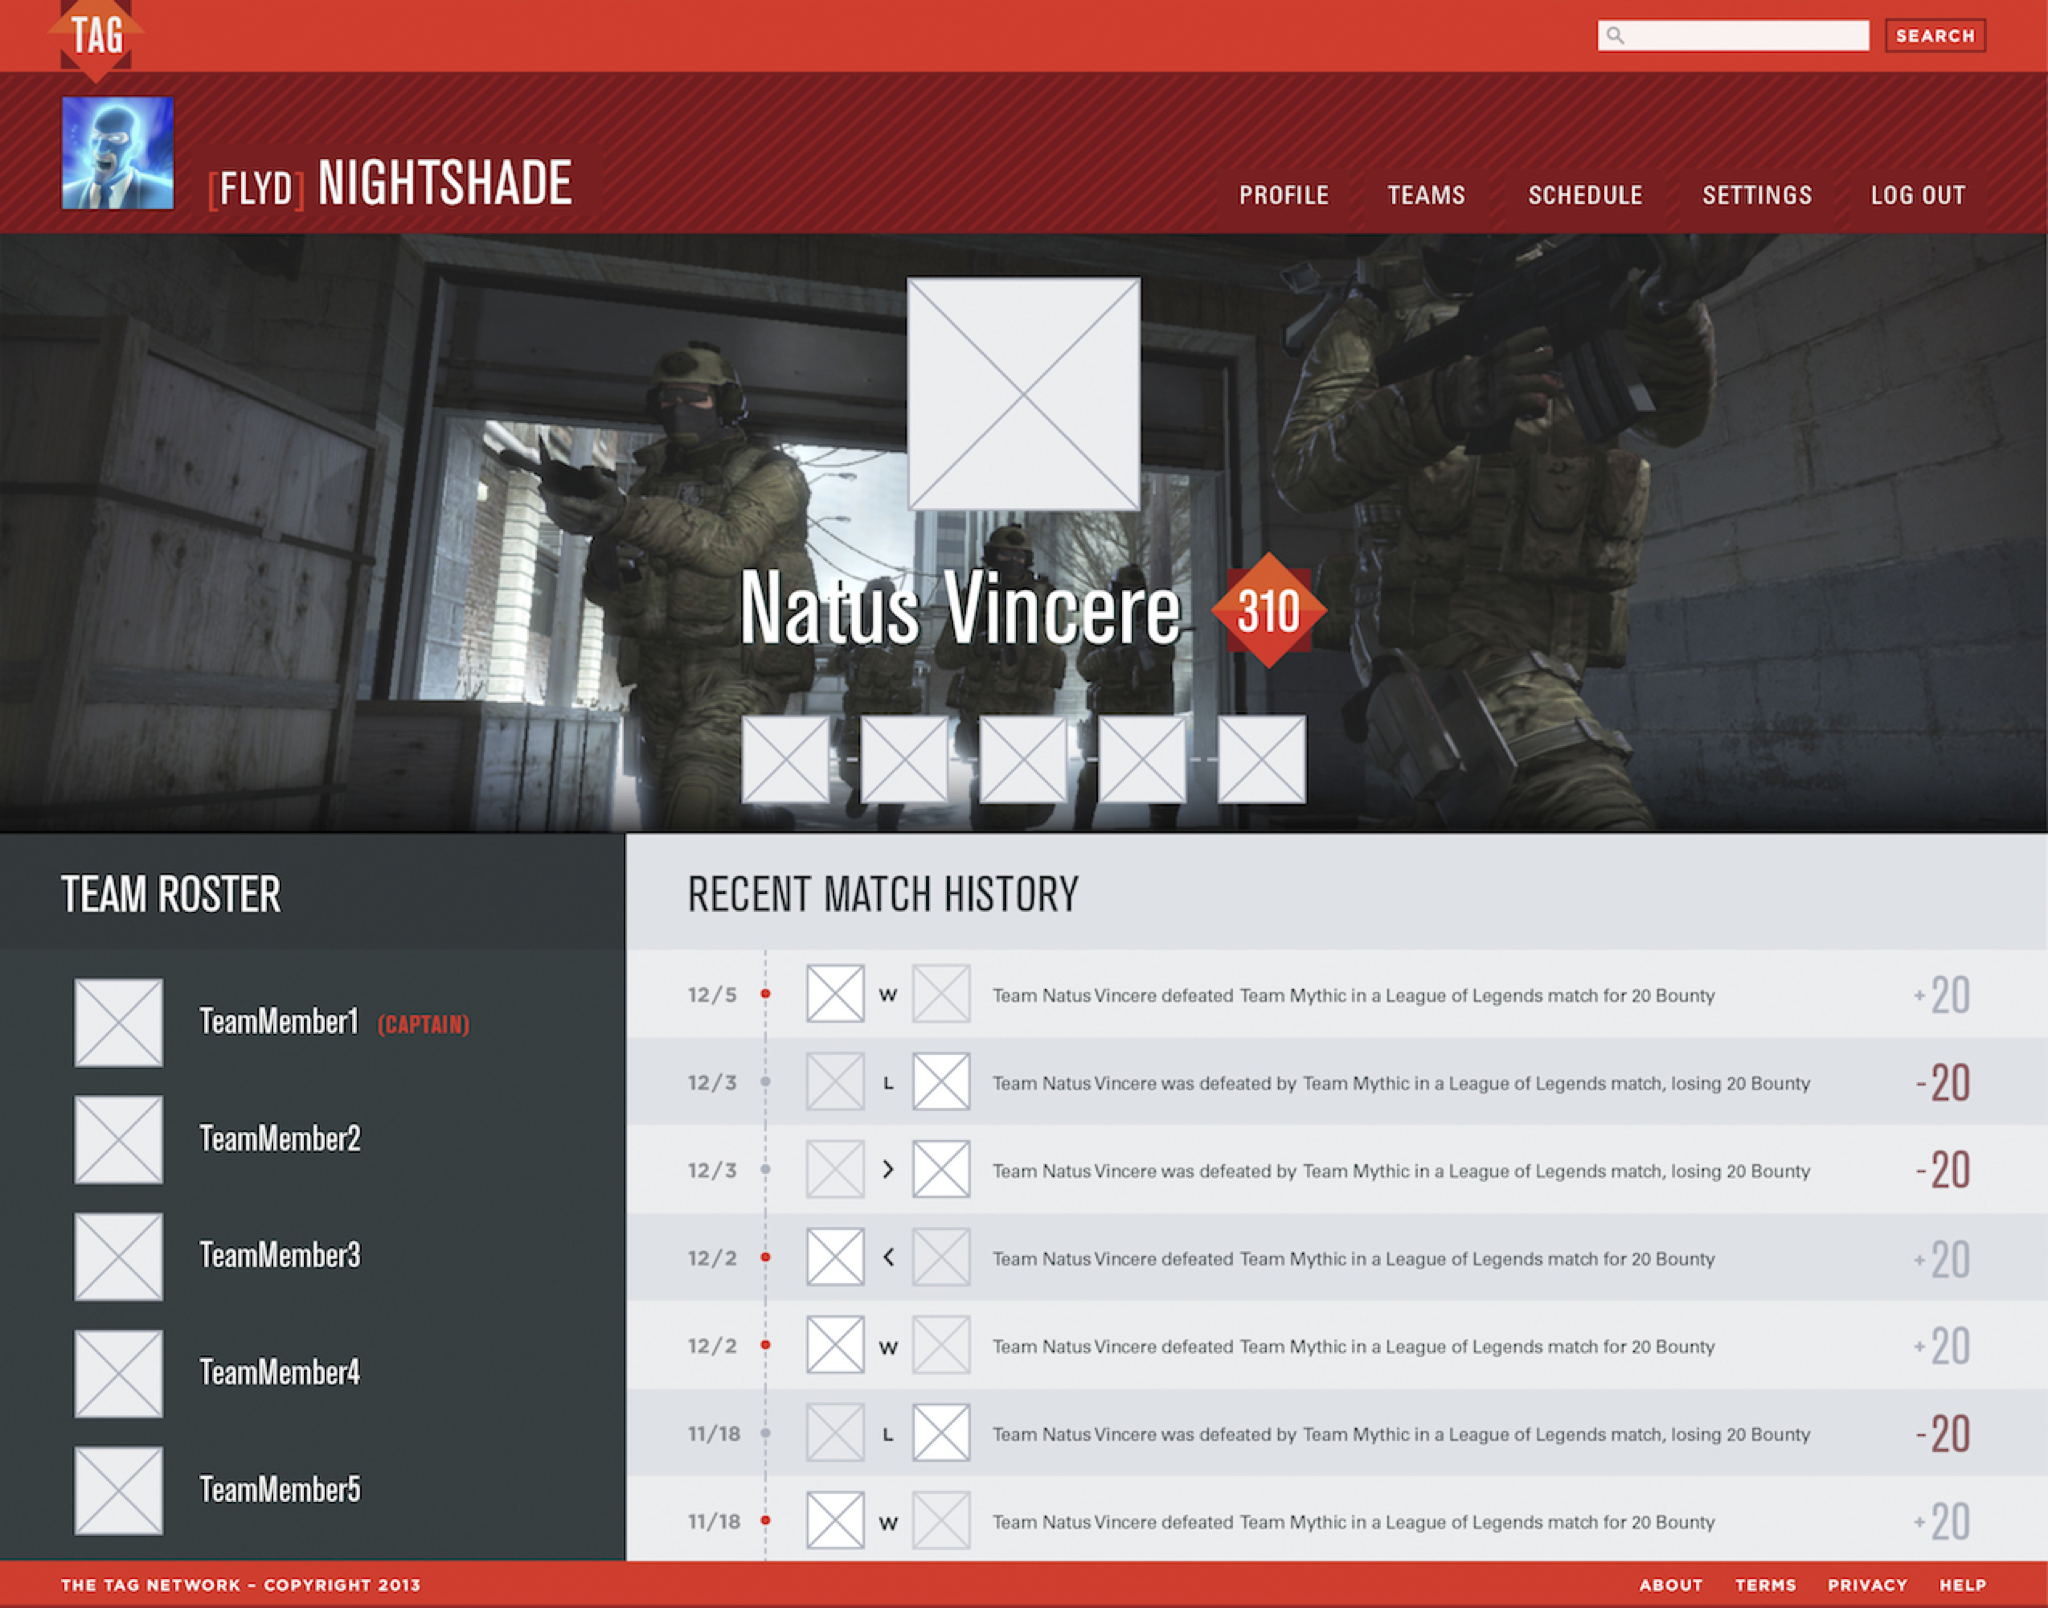 TAG
SEARCH
[FLYD] NIGHTSHADE
PROFILE TEAMS SCHEDULE SETTINGS LOG OUT
Natus Vincere 310
TEAM ROSTER
TeamMember1 (CAPTAIN)
TeamMember2
TeamMember3
TeamMember4
TeamMember5
RECENT MATCH HISTORY
12/5 W Team Natus Vincere defeated Team Mythic in a League of Legends match for 20 Bounty +20
12/3 L Team Natus Vincere was defeated by Team Mythic in a League of Legends match, losing 20 Bounty -20
12/3 > Team Natus Vincere was defeated by Team Mythic in a League of Legends match, losing 20 Bounty -20
12/2 < Team Natus Vincere defeated Team Mythic in a League of Legends match for 20 Bounty +20
12/2 W Team Natus Vincere defeated Team Mythic in a League of Legends match for 20 Bounty +20
11/18 L Team Natus Vincere was defeated by Team Mythic in a League of Legends match, losing 20 Bounty -20
11/18 W Team Natus Vincere defeated Team Mythic in a League of Legends match for 20 Bounty +20
THE TAG NETWORK – COPYRIGHT 2013
ABOUT TERMS PRIVACY HELP